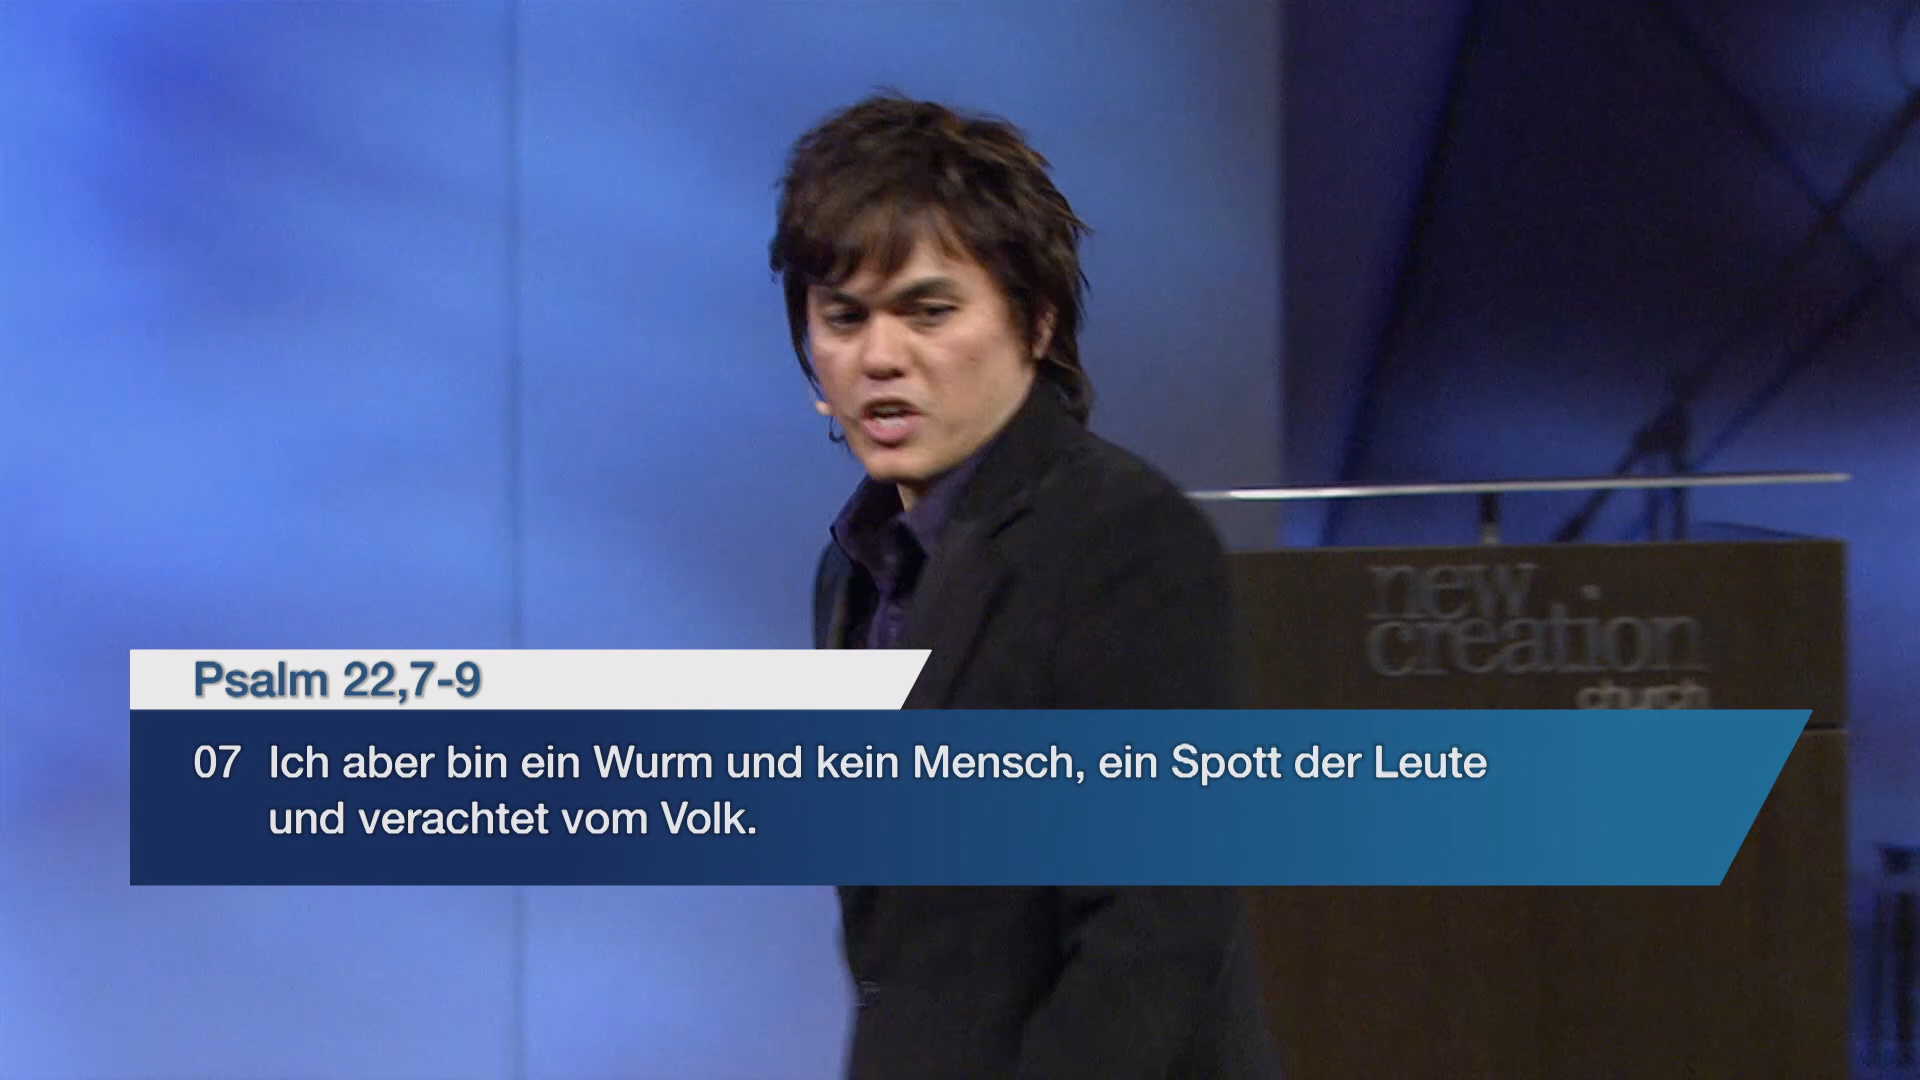 new
creation
church
Psalm 22,7-9
07 Ich aber bin ein Wurm und kein Mensch, ein Spott der Leute
und verachtet vom Volk.